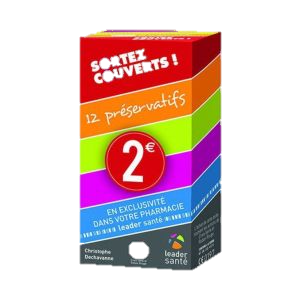 SORTEZ
COUVERTS !
12 préservatifs
2€
EN EXCLUSIVITÉ
DANS VOTRE PHARMACIE
leader santé
Christophe
Dechavanne
leader
santé